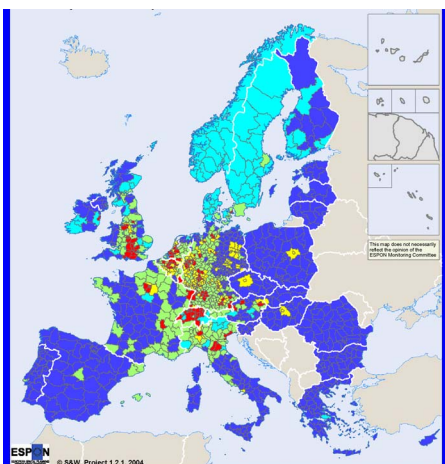 This map does not necessarily
reflect the opinion of the
ESPON Monitoring Committee
ESPON
© S&W, Project 1.2.1, 2004